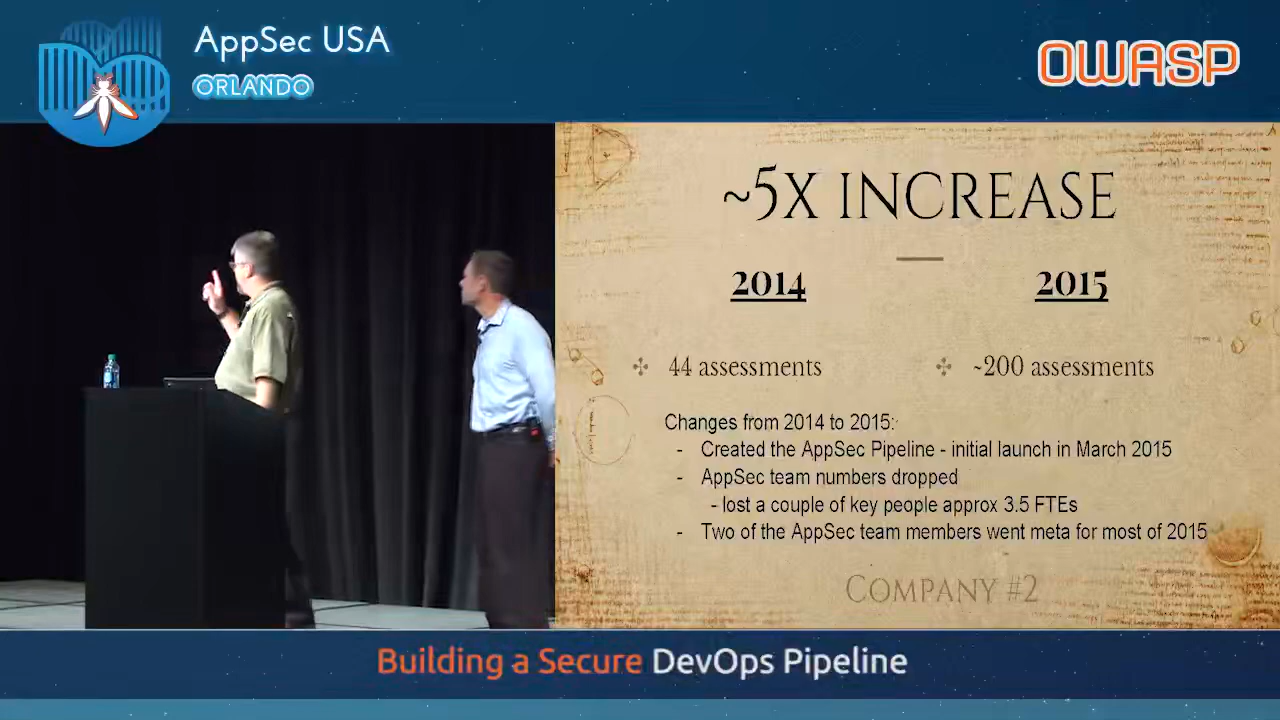 AppSec USA
ORLANDO
OWASP
~5X INCREASE
2014
2015
44 assessments
~200 assessments
Changes from 2014 to 2015:
- Created the AppSec Pipeline - initial launch in March 2015
- AppSec team numbers dropped
- lost a couple of key people approx 3.5 FTEs
- Two of the AppSec team members went meta for most of 2015
COMPANY #2
Building a Secure DevOps Pipeline